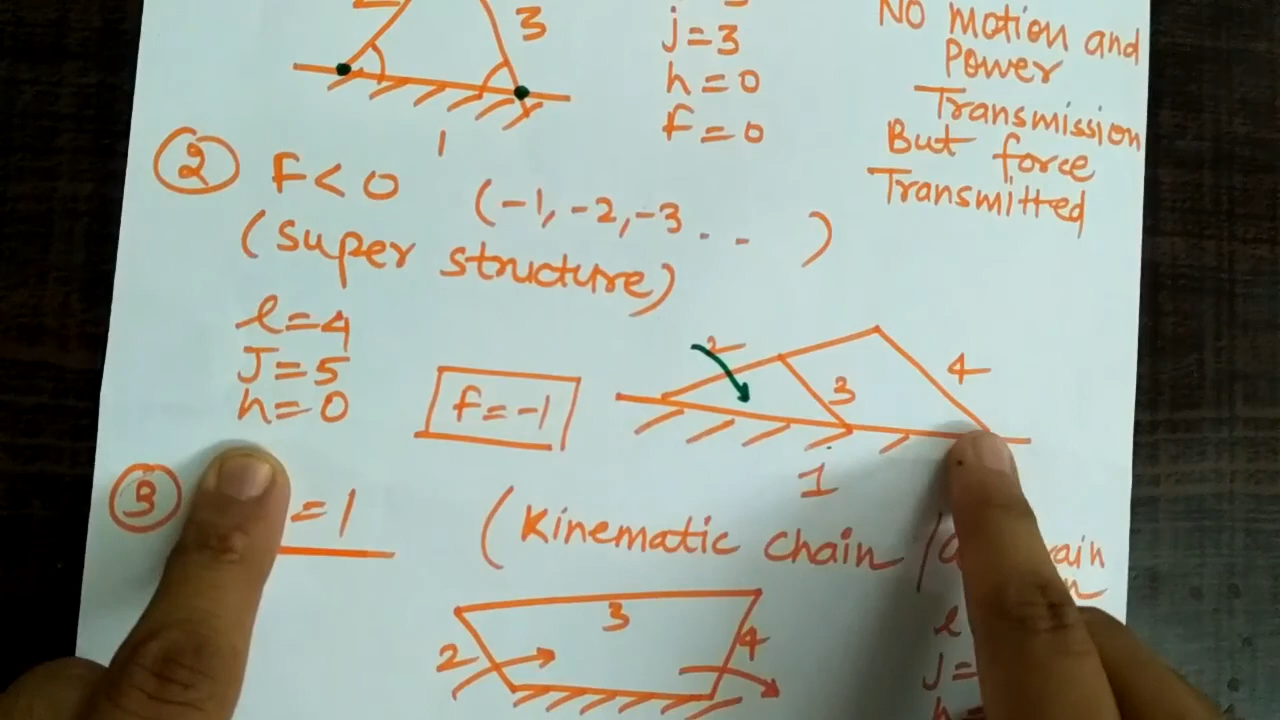 3
j=3
h=0
f=0
1
No motion and
Power
Transmission
But force
Transmitted
② F<0 (-1, -2, -3 . . - )
(super structure)
l=4
J=5
h=0
f=-1
2
3
4
1
③ =1 (Kinematic chain /
3
2
4
l
j=
h